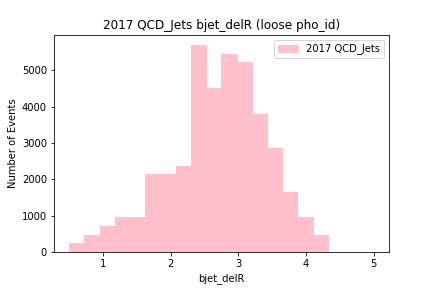 2017 QCD_Jets bjet_delR (loose pho_id)
2017 QCD_Jets
Number of Events
5000
4000
3000
2000
1000
0
1 2 3 4 5
bjet_delR